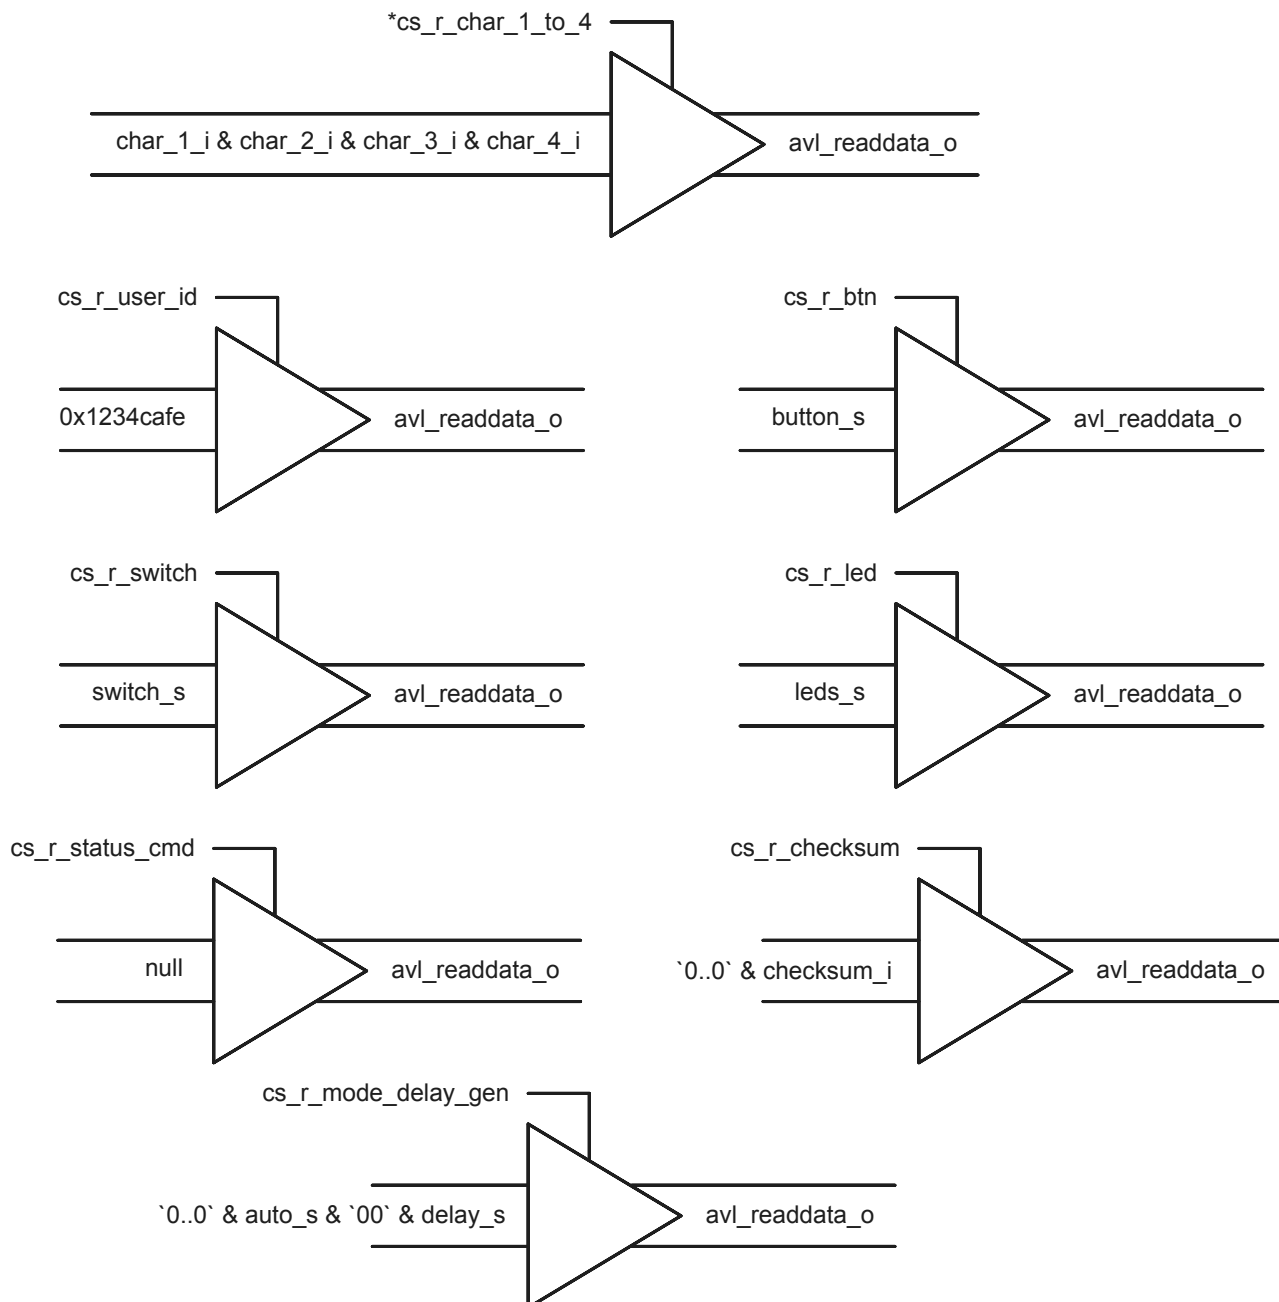 *cs_r_char_1_to_4
char_1_i & char_2_i & char_3_i & char_4_i
avl_readdata_o
cs_r_user_id
0x1234cafe
avl_readdata_o
cs_r_btn
button_s
avl_readdata_o
cs_r_switch
switch_s
avl_readdata_o
cs_r_led
leds_s
avl_readdata_o
cs_r_status_cmd
null
avl_readdata_o
cs_r_checksum
`0..0` & checksum_i
avl_readdata_o
cs_r_mode_delay_gen
`0..0` & auto_s & `00` & delay_s
avl_readdata_o